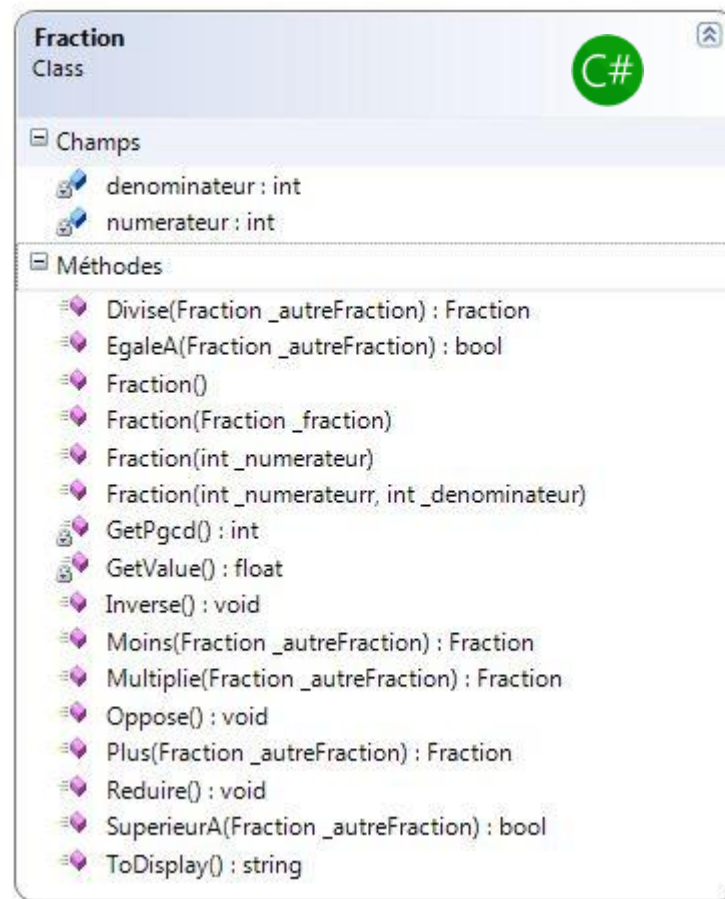 Fraction
Class
C#
Champs
denominateur : int
numerateur : int
Méthodes
Divise(Fraction _autreFraction) : Fraction
EgaleA(Fraction _autreFraction) : bool
Fraction()
Fraction(Fraction _fraction)
Fraction(int _numerateur)
Fraction(int _numerateurr, int _denominateur)
GetPgcd() : int
GetValue() : float
Inverse() : void
Moins(Fraction _autreFraction) : Fraction
Multiplie(Fraction _autreFraction) : Fraction
Oppose() : void
Plus(Fraction _autreFraction) : Fraction
Reduire() : void
SuperieurA(Fraction _autreFraction) : bool
ToDisplay() : string